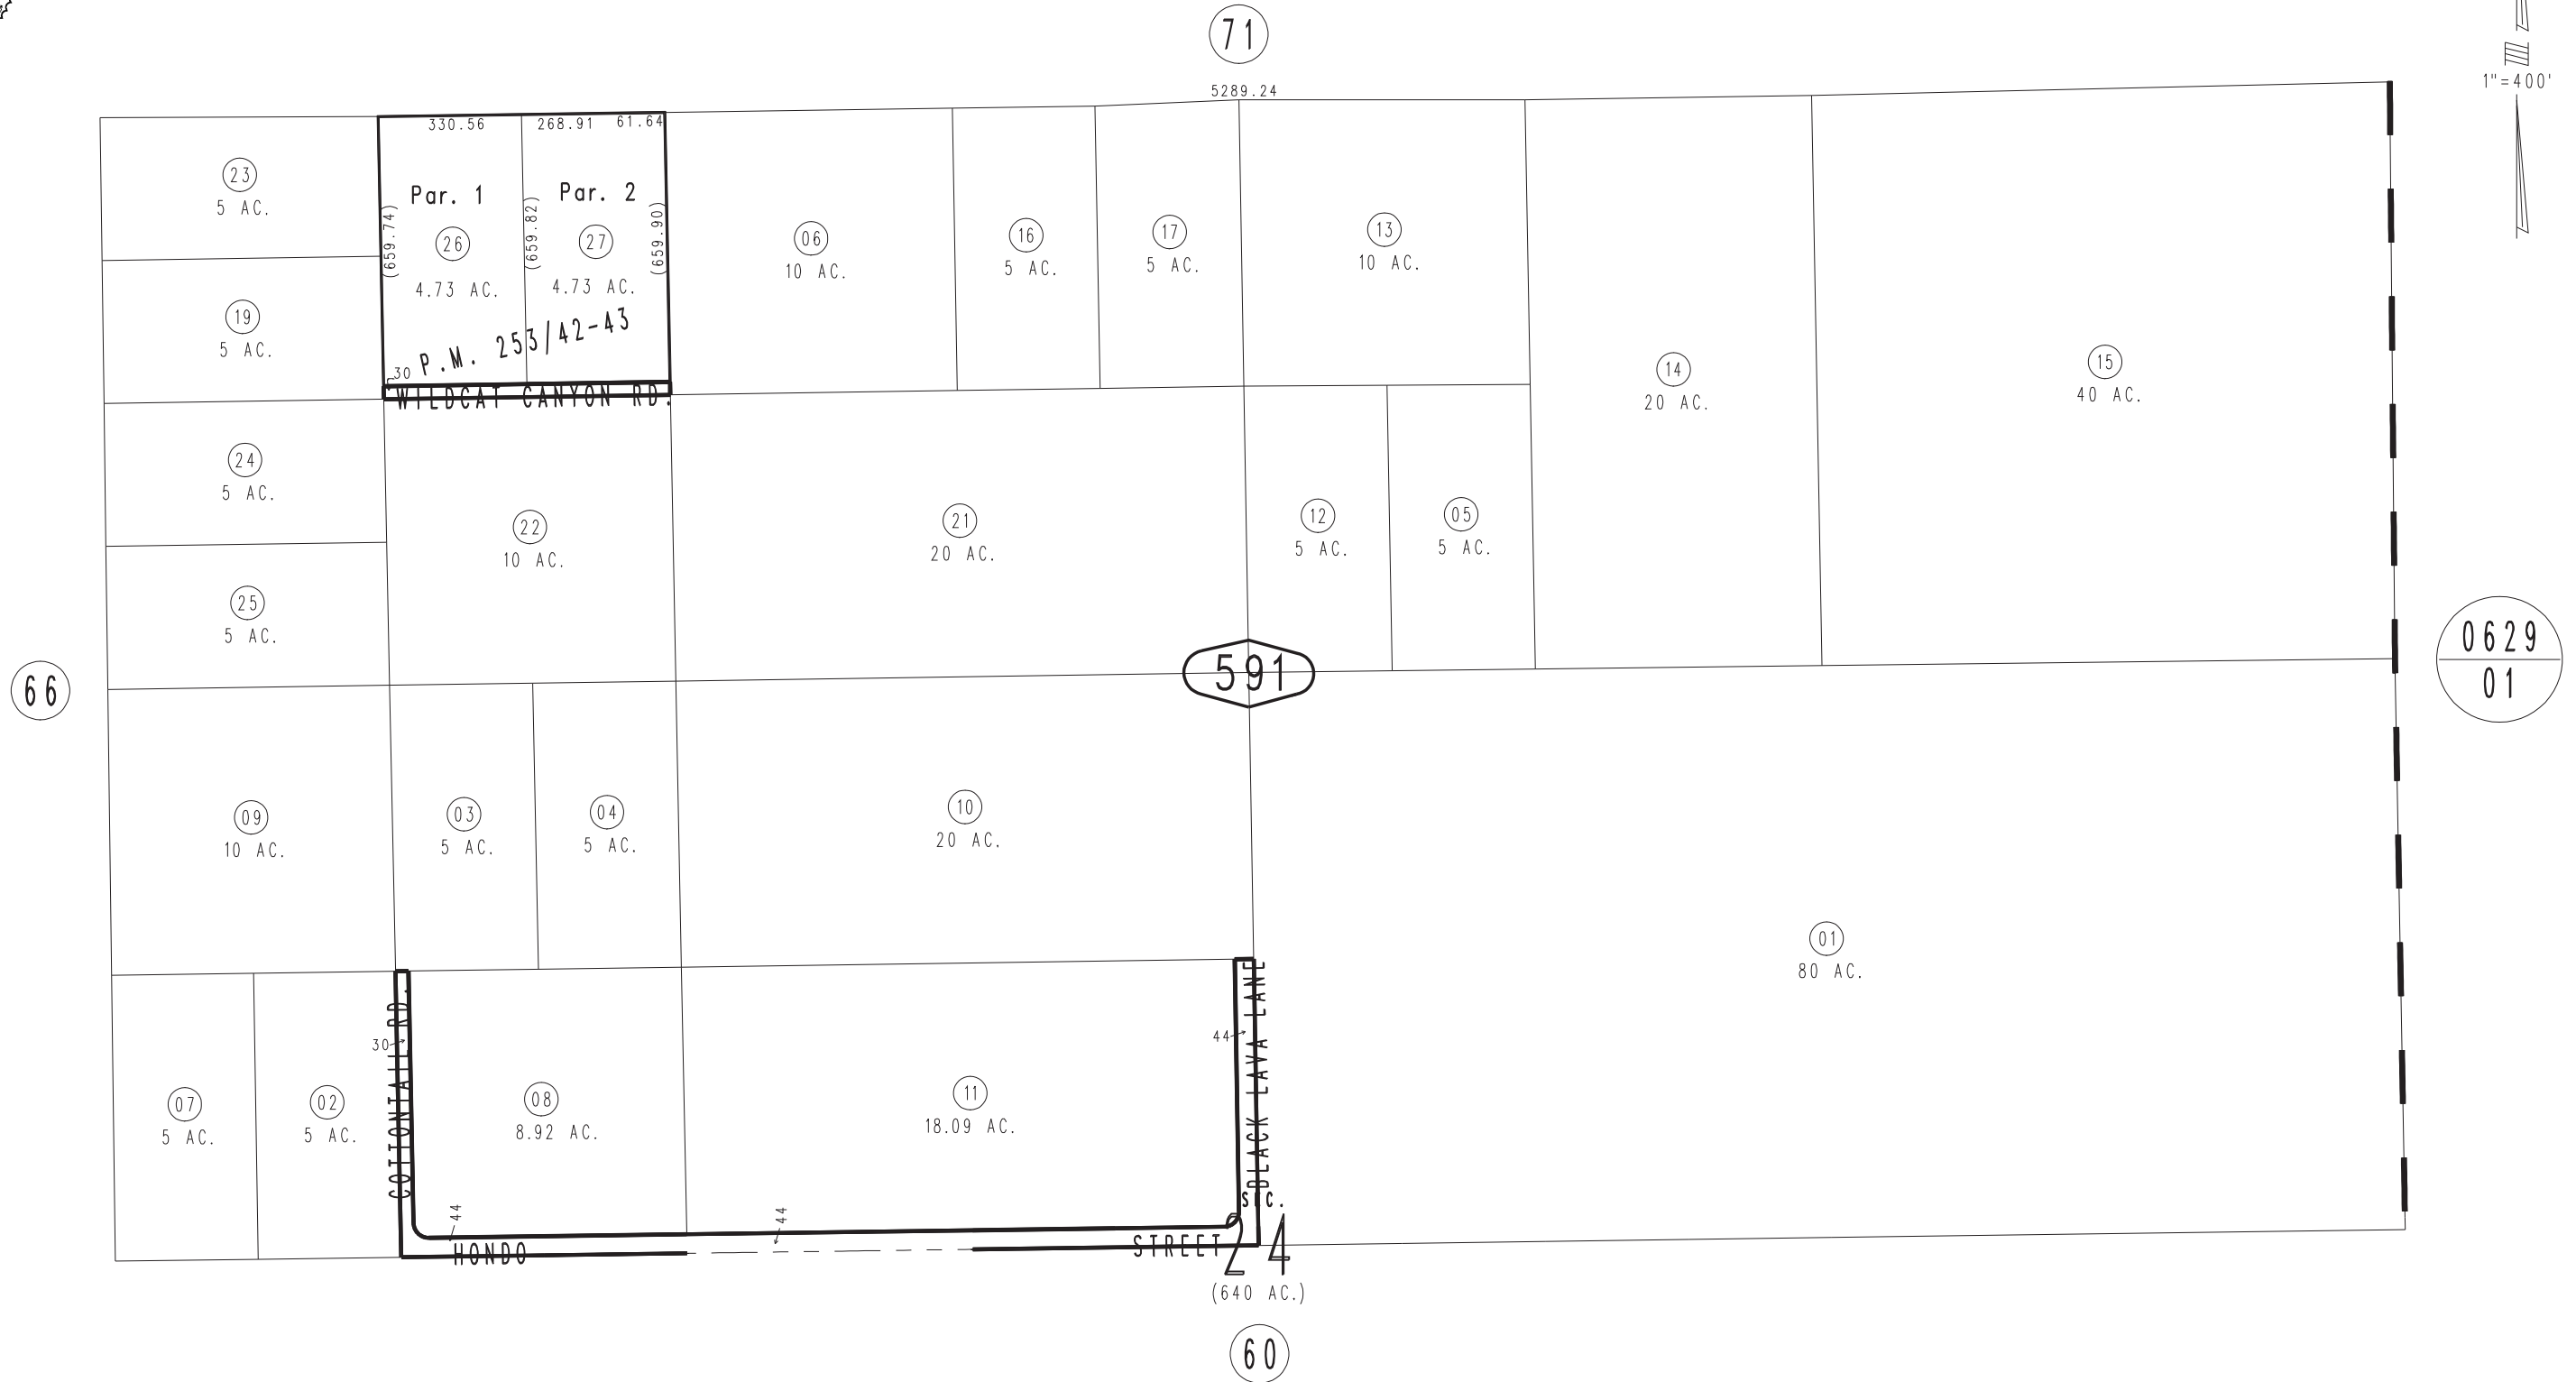 71
5289.24
1"=400'
330.56
268.91
61.64
23
5 AC.
Par. 1
Par. 2
(659.74)
(659.82)
(659.90)
26
4.73 AC.
27
4.73 AC.
06
10 AC.
16
5 AC.
17
5 AC.
13
10 AC.
19
5 AC.
P.M. 253/42-43
30
WILDCAT CANYON RD.
14
20 AC.
15
40 AC.
24
5 AC.
22
10 AC.
21
20 AC.
12
5 AC.
05
5 AC.
25
5 AC.
66
591
0629
01
09
10 AC.
03
5 AC.
04
5 AC.
10
20 AC.
01
80 AC.
COTTONTAIL RD.
30
44
BLACK LAVA LANE
07
5 AC.
02
5 AC.
08
8.92 AC.
11
18.09 AC.
44
44
HONDO STREET
SEC.
24
(640 AC.)
60